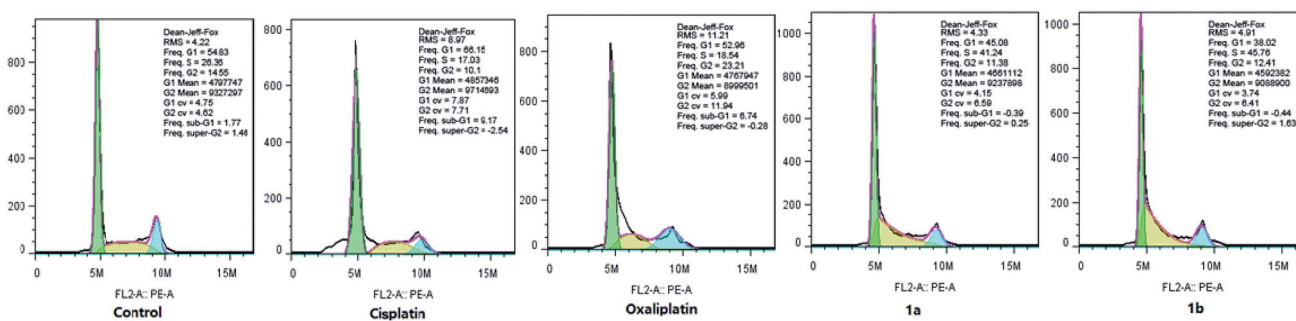 Dean-Jeff-Fox
RMS = 4.22
Freq. G1 = 54.83
Freq. S = 26.36
Freq. G2 = 14.55
G1 Mean = 4797747
G2 Mean = 9327297
G1 cv = 4.75
G2 cv = 4.62
Freq. sub-G1 = 1.77
Freq. super-G2 = 1.46
800
600
400
200
0
0 5M 10M 15M
FL2-A:: PE-A
Control
Dean-Jeff-Fox
RMS = 8.97
Freq. G1 = 66.15
Freq. S = 17.03
Freq. G2 = 10.1
G1 Mean = 4857346
G2 Mean = 9714693
G1 cv = 7.87
G2 cv = 7.71
Freq. sub-G1 = 9.17
Freq. super-G2 = -2.54
800
600
400
200
0
0 5M 10M 15M
FL2-A:: PE-A
Cisplatin
Dean-Jeff-Fox
RMS = 11.21
Freq. G1 = 52.96
Freq. S = 18.54
Freq. G2 = 23.21
G1 Mean = 4767947
G2 Mean = 8999501
G1 cv = 5.99
G2 cv = 11.94
Freq. sub-G1 = 6.74
Freq. super-G2 = -0.28
800
600
400
200
0
0 5M 10M 15M
FL2-A:: PE-A
Oxaliplatin
Dean-Jeff-Fox
RMS = 4.33
Freq. G1 = 45.08
Freq. S = 41.24
Freq. G2 = 11.38
G1 Mean = 4661112
G2 Mean = 9237898
G1 cv = 4.15
G2 cv = 6.59
Freq. sub-G1 = -0.39
Freq. super-G2 = 0.25
1000
800
600
400
200
0
0 5M 10M 15M
FL2-A:: PE-A
1a
Dean-Jeff-Fox
RMS = 4.91
Freq. G1 = 38.02
Freq. S = 45.76
Freq. G2 = 12.41
G1 Mean = 4592382
G2 Mean = 9088900
G1 cv = 3.74
G2 cv = 6.41
Freq. sub-G1 = -0.44
Freq. super-G2 = 1.63
1000
800
600
400
200
0
0 5M 10M 15M
FL2-A:: PE-A
1b